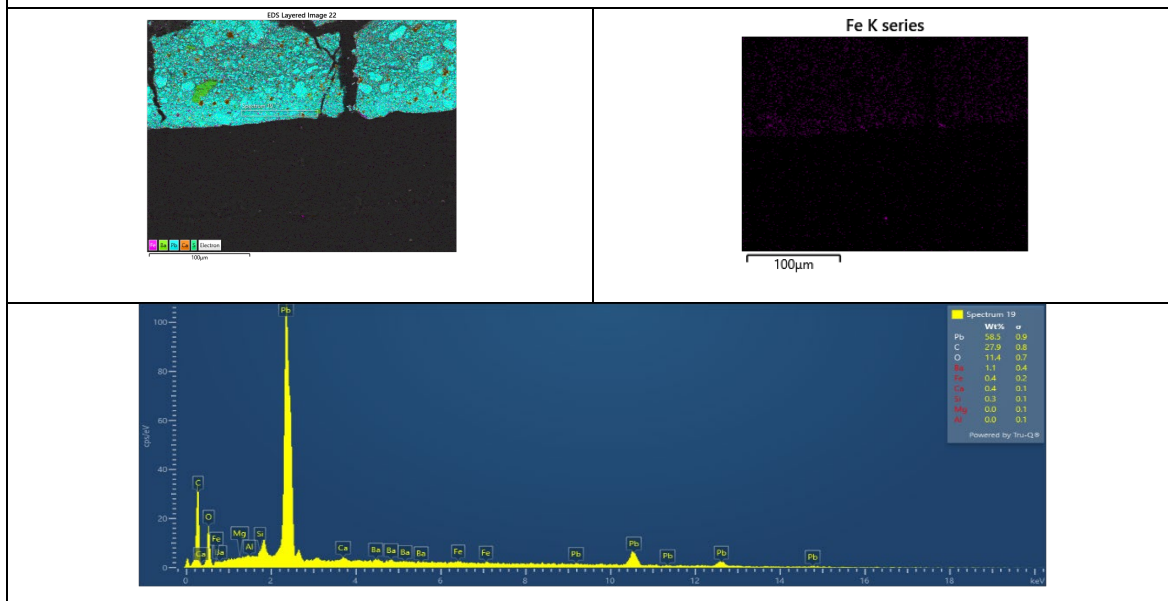 EDS Layered Image 22
Spectrum 19
Fe Ba Pb Ca S Electron
100µm
Fe K series
100µm
Spectrum 19
Wt% σ
Pb 58.5 0.9
C 27.9 0.8
O 11.4 0.7
Ba 1.1 0.4
Fe 0.4 0.2
Ca 0.4 0.1
Si 0.3 0.1
Mg 0.0 0.1
Al 0.0 0.1
Powered by Tru-Q®
cps/eV
100
80
60
40
20
0
Pb
C
O
Fe Mg Si
Ca Ba Al
Ca Ba Ba Ba Ba Fe Fe Pb Pb Pb Pb Pb
0 2 4 6 8 10 12 14 16 18 keV